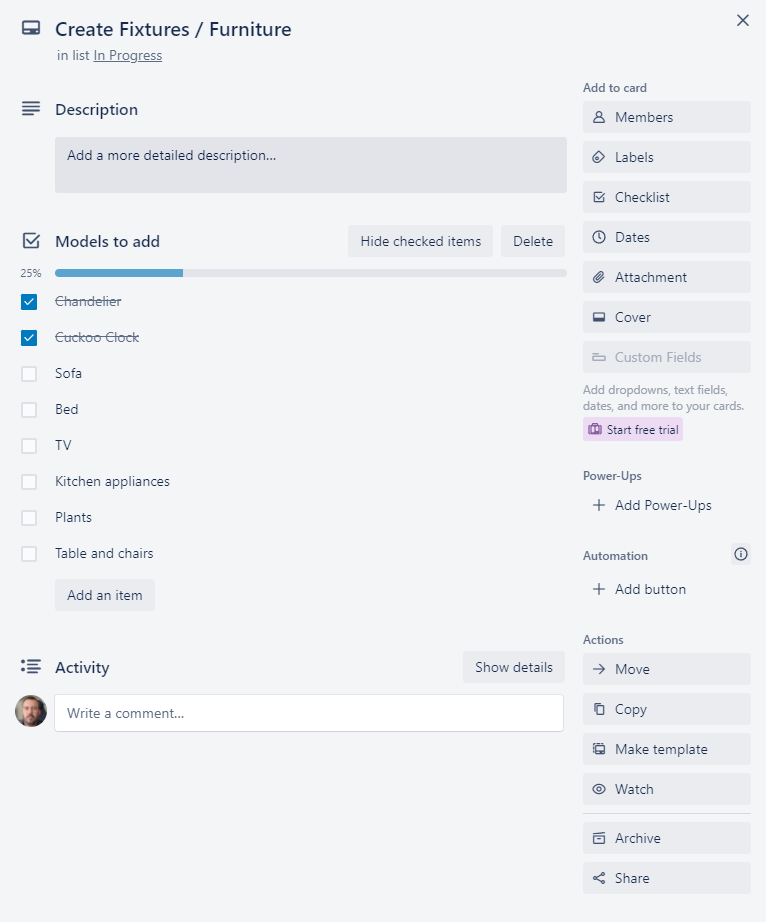 Create Fixtures / Furniture
in list In Progress
Description
Add a more detailed description…
Models to add
Hide checked items
Delete
25%
Chandelier
Cuckoo Clock
Sofa
Bed
TV
Kitchen appliances
Plants
Table and chairs
Add an item
Activity
Show details
Write a comment…
Add to card
Members
Labels
Checklist
Dates
Attachment
Cover
Custom Fields
Add dropdowns, text fields,
dates, and more to your cards.
Start free trial
Power-Ups
Add Power-Ups
Automation
Add button
Actions
Move
Copy
Make template
Watch
Archive
Share